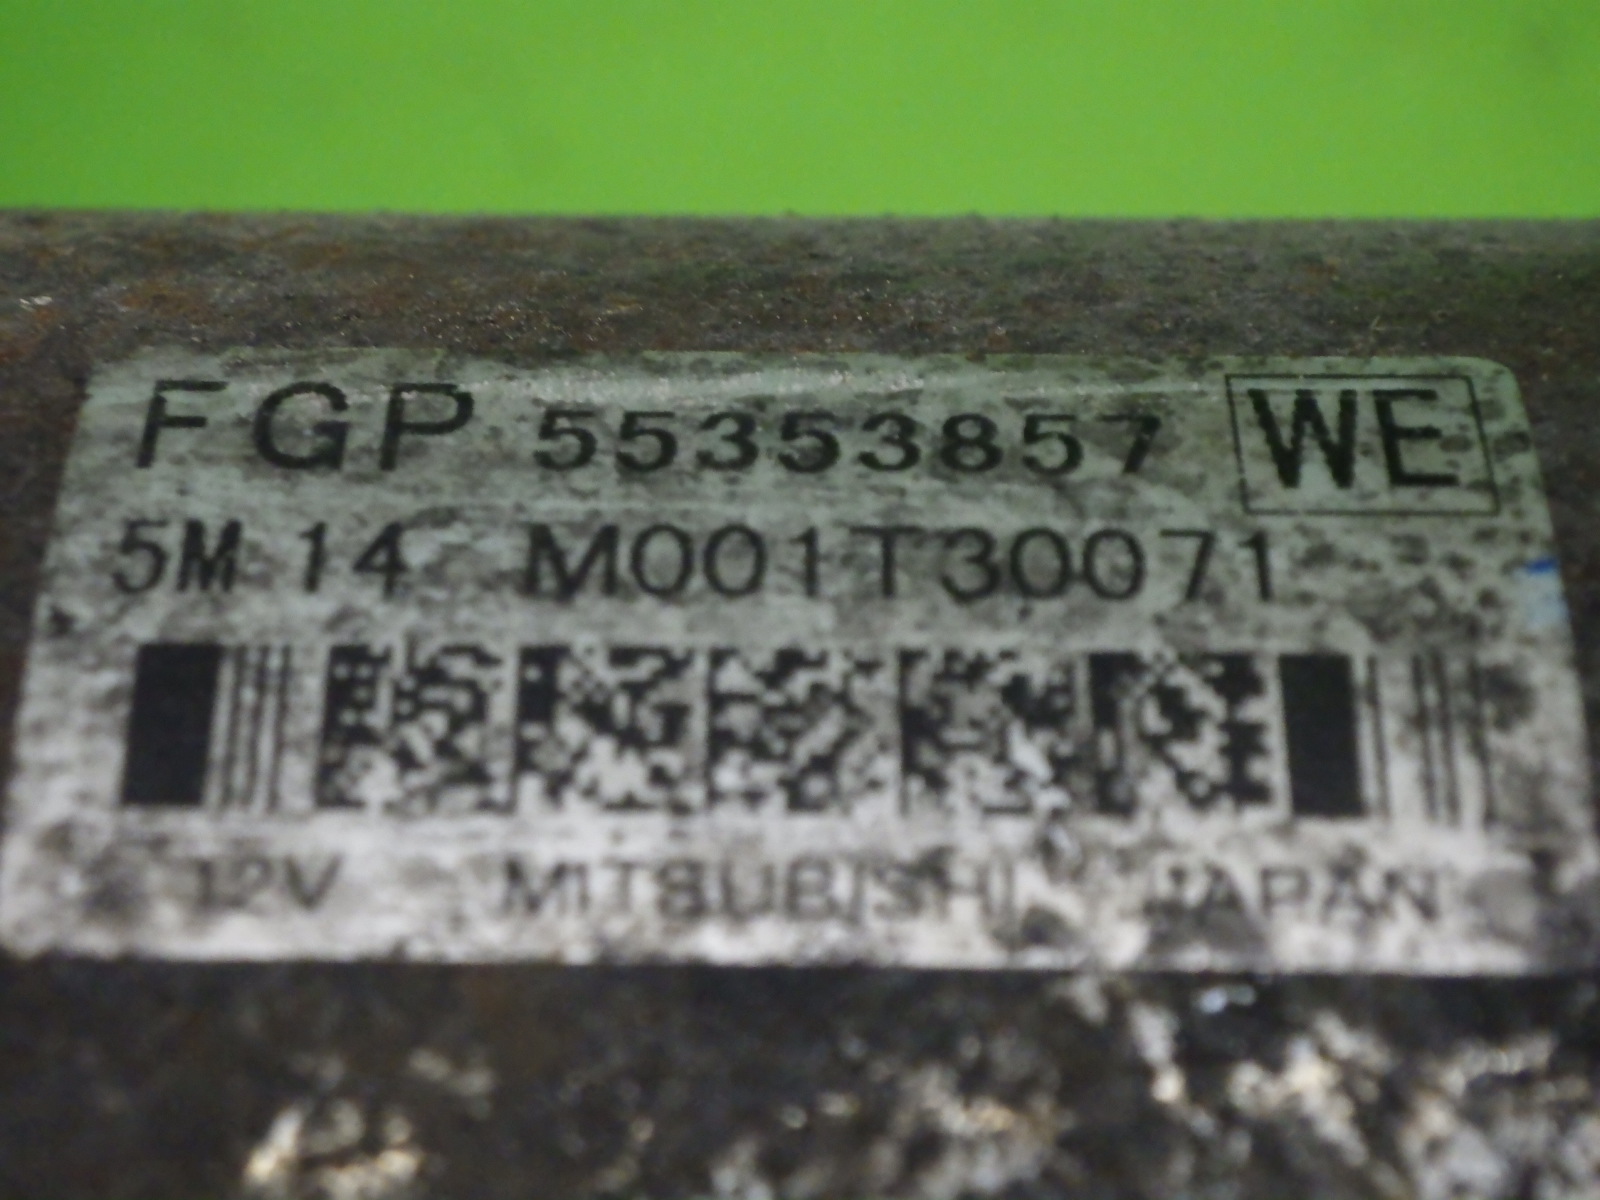 FGP 55353857 WE
5M 14 M001T30071
12V MITSUBISHI JAPAN